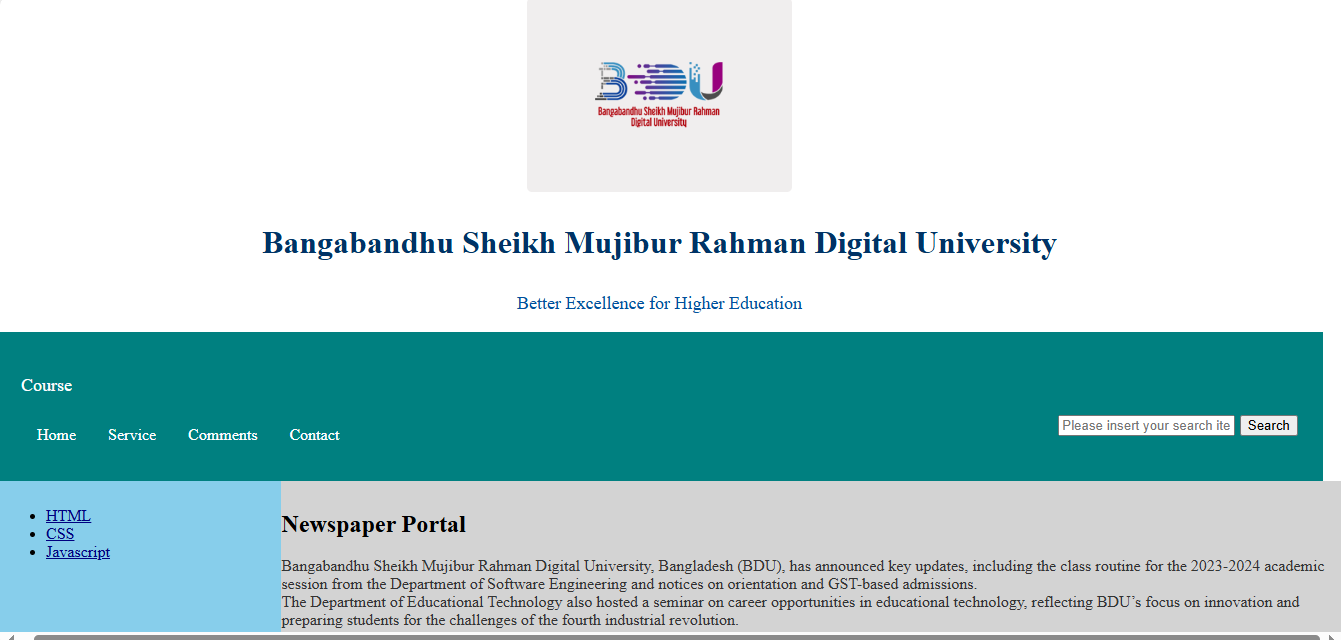 BDU
Bangabandhu Sheikh Mujibur Rahman
Digital University
Bangabandhu Sheikh Mujibur Rahman Digital University
Better Excellence for Higher Education
Course
Home Service Comments Contact
Please insert your search ite Search
HTML
CSS
Javascript
Newspaper Portal
Bangabandhu Sheikh Mujibur Rahman Digital University, Bangladesh (BDU), has announced key updates, including the class routine for the 2023-2024 academic
session from the Department of Software Engineering and notices on orientation and GST-based admissions.
The Department of Educational Technology also hosted a seminar on career opportunities in educational technology, reflecting BDU’s focus on innovation and
preparing students for the challenges of the fourth industrial revolution.